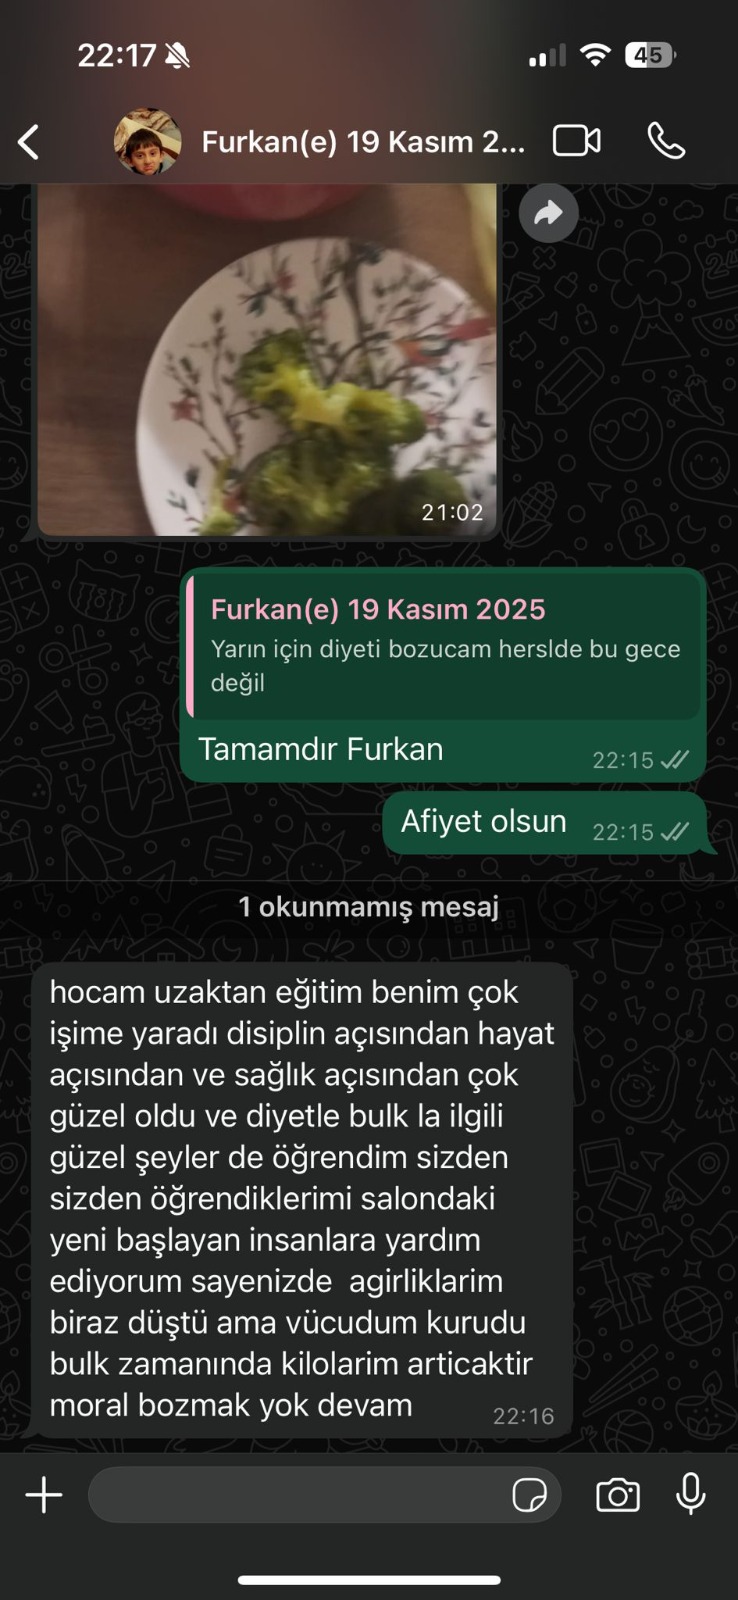 22:17
45
Furkan(e) 19 Kasım 2...
21:02
Furkan(e) 19 Kasım 2025
Yarın için diyeti bozucam herslde bu gece
değil
Tamamdır Furkan
22:15
Afiyet olsun
22:15
1 okunmamış mesaj
hocam uzaktan eğitim benim çok
işime yaradı disiplin açısından hayat
açısından ve sağlık açısından çok
güzel oldu ve diyetle bulk la ilgili
güzel şeyler de öğrendim sizden
sizden öğrendiklerimi salondaki
yeni başlayan insanlara yardım
ediyorum sayenizde  agirliklarim
biraz düştü ama vücudum kurudu
bulk zamanında kilolarim articaktir
moral bozmak yok devam
22:16